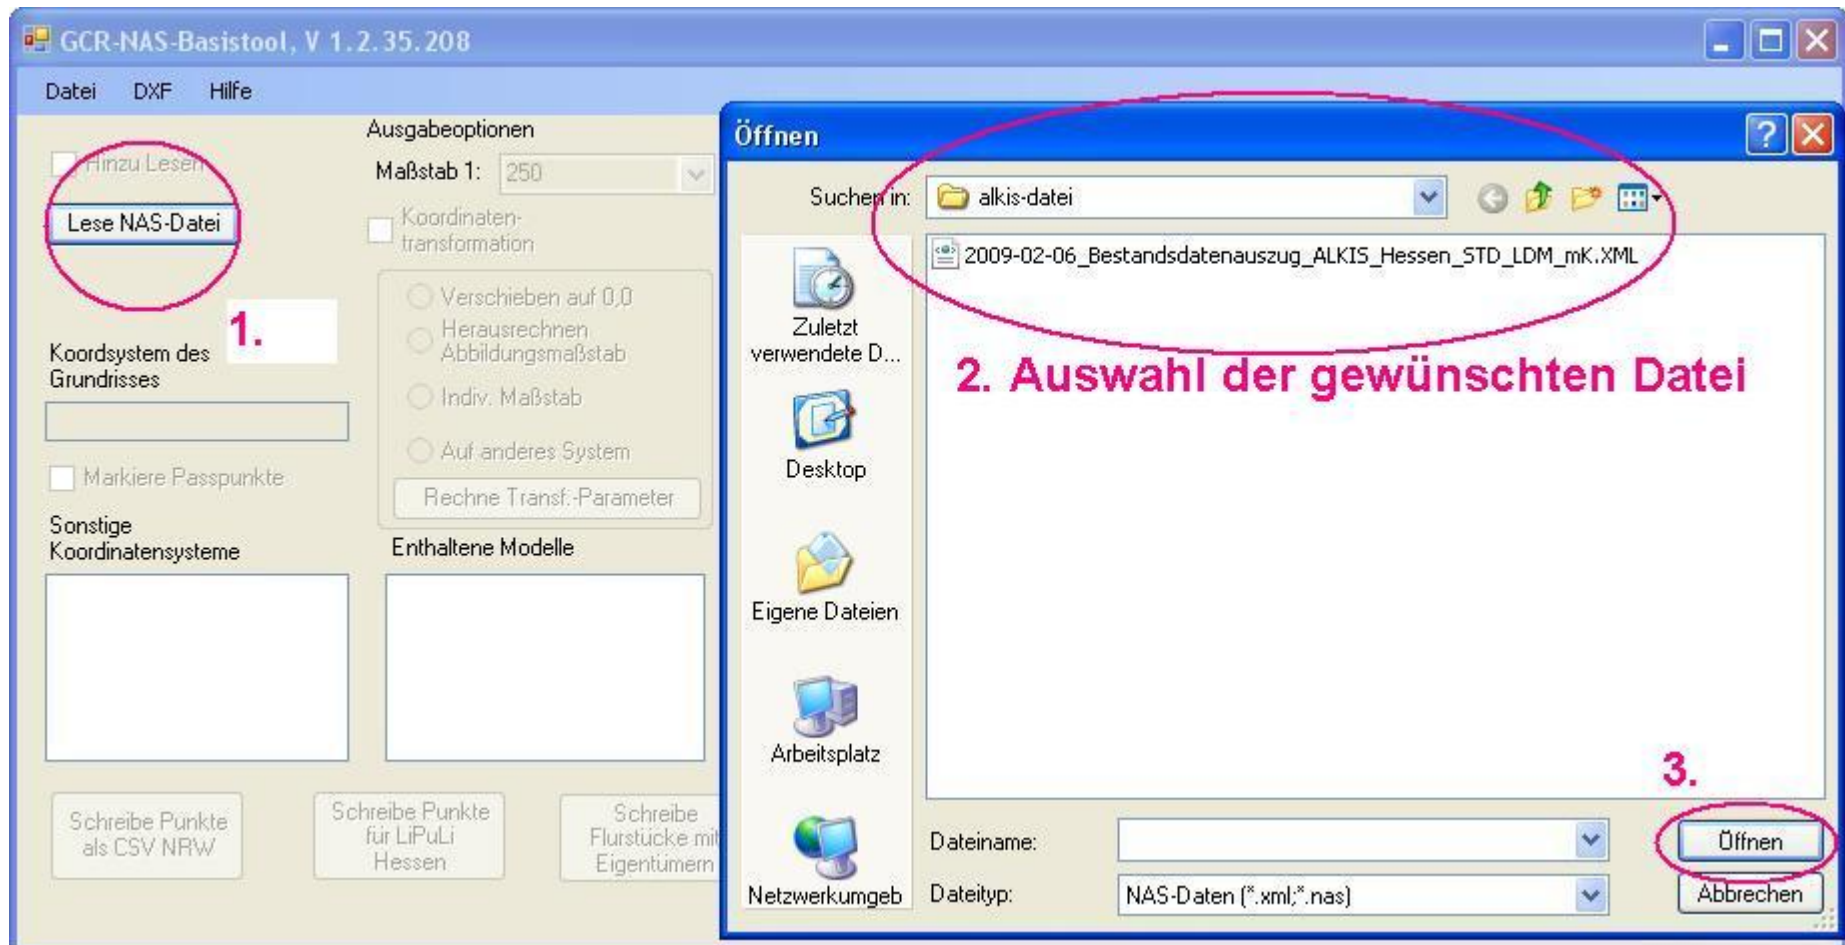 GCR-NAS-Basistool, V 1.2.35.208
Datei DXF Hilfe
Hinzu Lesen
Lese NAS-Datei
1.
Koordsystem des
Grundrisses
Markiere Passpunkte
Sonstige
Koordinatensysteme
Ausgabeoptionen
Maßstab 1: 250
Koordinaten-
transformation
Verschieben auf 0,0
Herausrechnen
Abbildungsmaßstab
Indiv. Maßstab
Auf anderes System
Rechne Transf.-Parameter
Enthaltene Modelle
Schreibe Punkte
als CSV NRW
Schreibe Punkte
für LiPuLi
Hessen
Schreibe
Flurstücke mit
Eigentümern
Öffnen
Suchen in: alkis-datei
2009-02-06_Bestandsdatenauszug_ALKIS_Hessen_STD_LDM_mK.XML
2. Auswahl der gewünschten Datei
Zuletzt
verwendete D...
Desktop
Eigene Dateien
Arbeitsplatz
Netzwerkumgeb
3.
Dateiname:
Öffnen
Dateityp: NAS-Daten (*.xml;*.nas)
Abbrechen